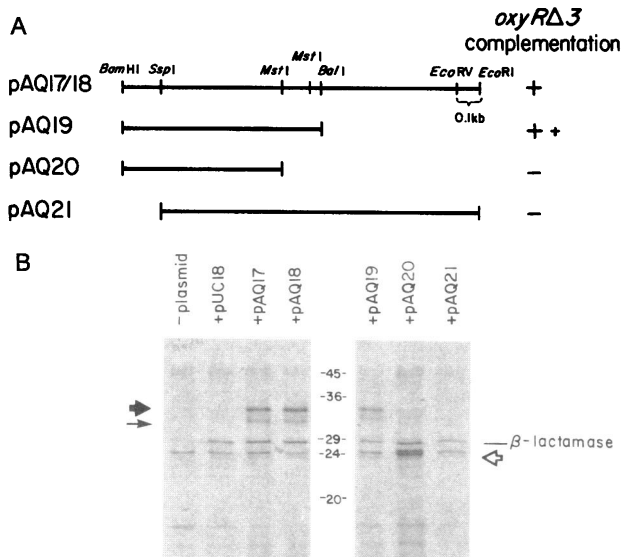 A
oxyRΔ3
complementation
BamHI SspI MstI MstI BalI EcoRV EcoRI
pAQ17/18 +
0.1kb
pAQ19 + +
pAQ20 –
pAQ21 –
B
-plasmid +pUC18 +pAQ17 +pAQ18 +pAQ19 +pAQ20 +pAQ21
-45-
-36-
-29-
β-lactamase
-24-
-20-